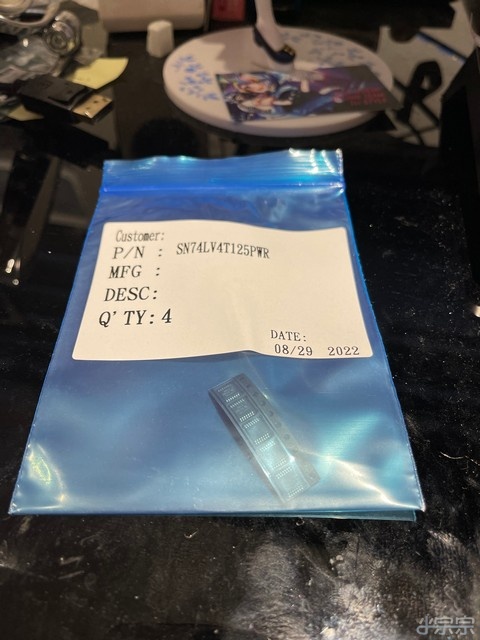 Customer:
P/N : SN74LV4T125PWR
MFG :
DESC:
Q'TY: 4
DATE:
08/29 2022